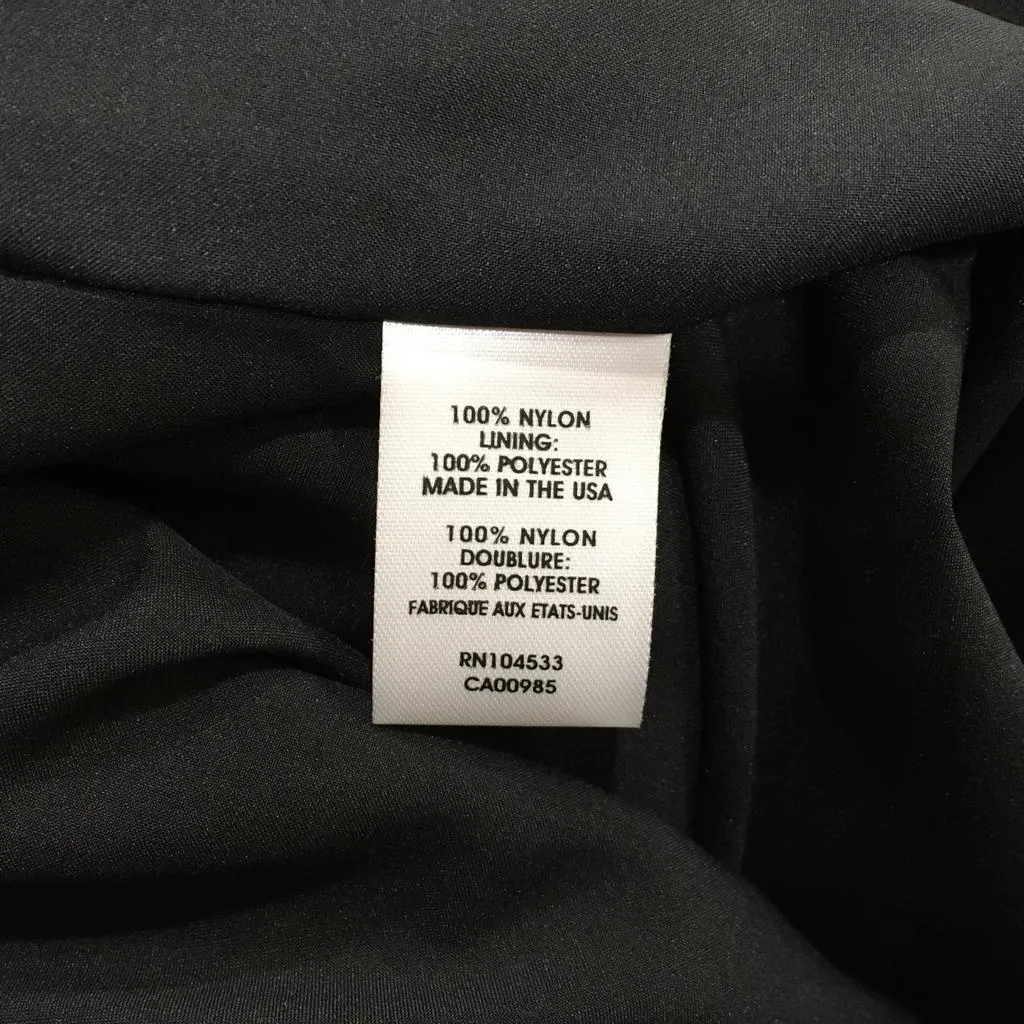 100% NYLON
LINING:
100% POLYESTER
MADE IN THE USA
100% NYLON
DOUBLURE:
100% POLYESTER
FABRIQUE AUX ETATS-UNIS
RN104533
CA00985